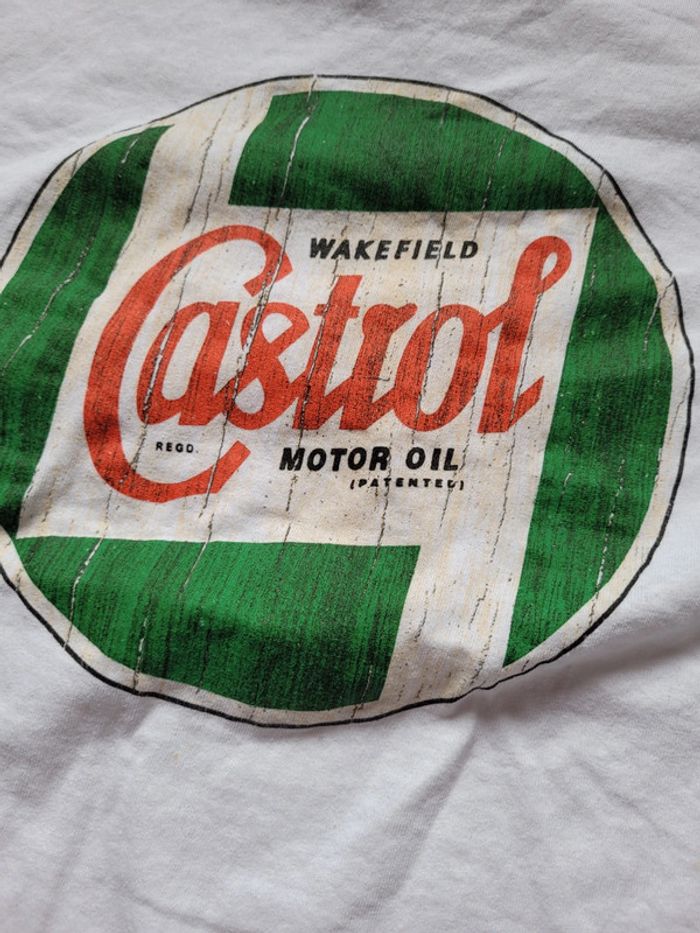 WAKEFIELD
Castrol
REGD.
MOTOR OIL
(PATENTED)